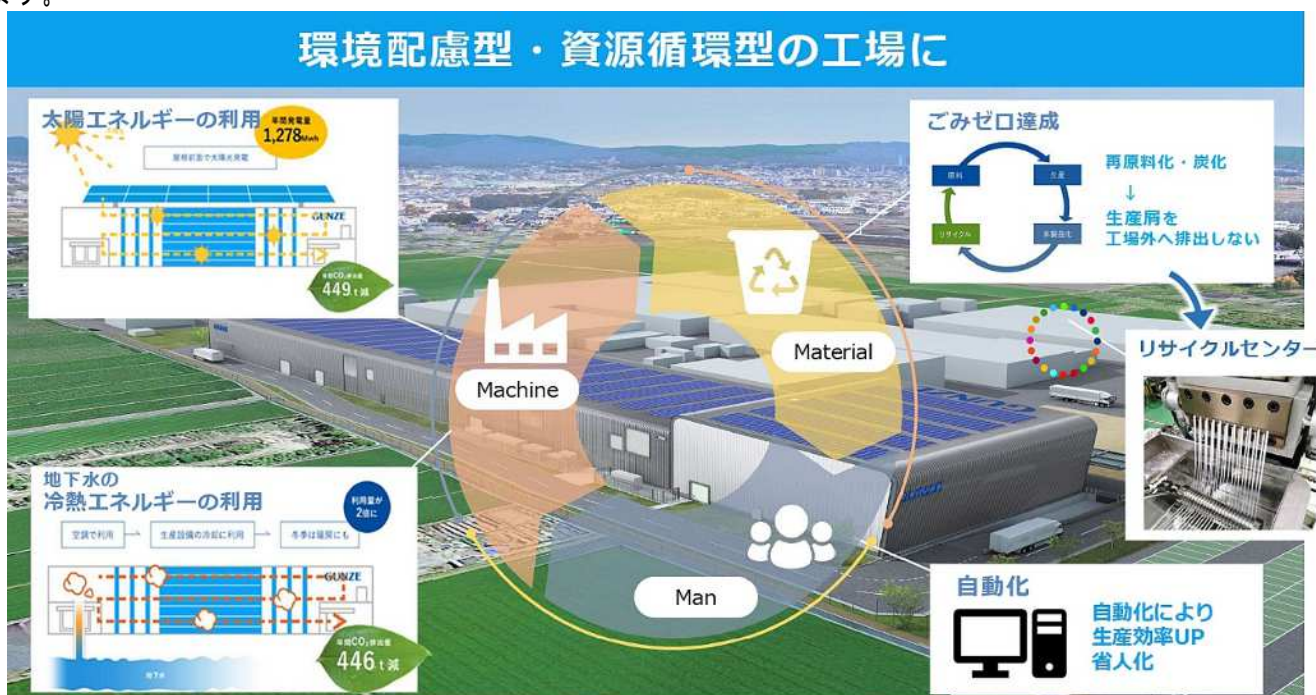 ます。
環境配慮型・資源循環型の工場に
太陽エネルギーの利用
年間発電量
1,278Mwh
屋根前面で太陽光発電
GUNZE
年間CO₂排出量
449t減
ごみゼロ達成
原料
生産
リサイクル
再原料化・炭化
↓
生産屑を
工場外へ排出しない
Machine
Material
Man
リサイクルセンター
地下水の
冷熱エネルギーの利用
利用量が
2倍に
空調で利用
生産設備の冷却に利用
冬季は暖房にも
GUNZE
年間CO₂排出量
446t減
地下水
自動化
自動化により
生産効率UP
省人化